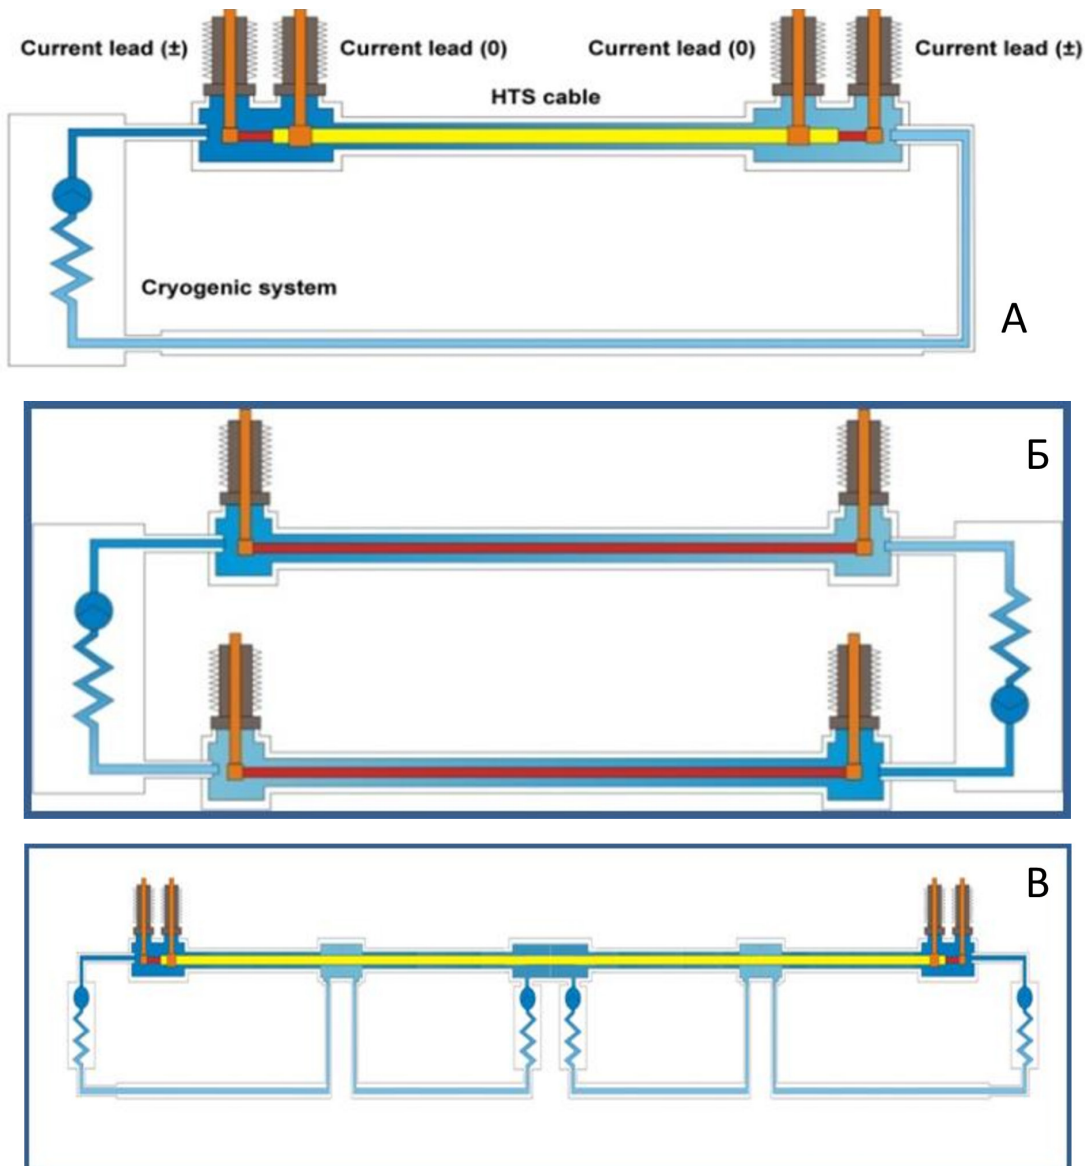 Current lead (±)
Current lead (0)
Current lead (0)
Current lead (±)
HTS cable
Cryogenic system
А
Б
В